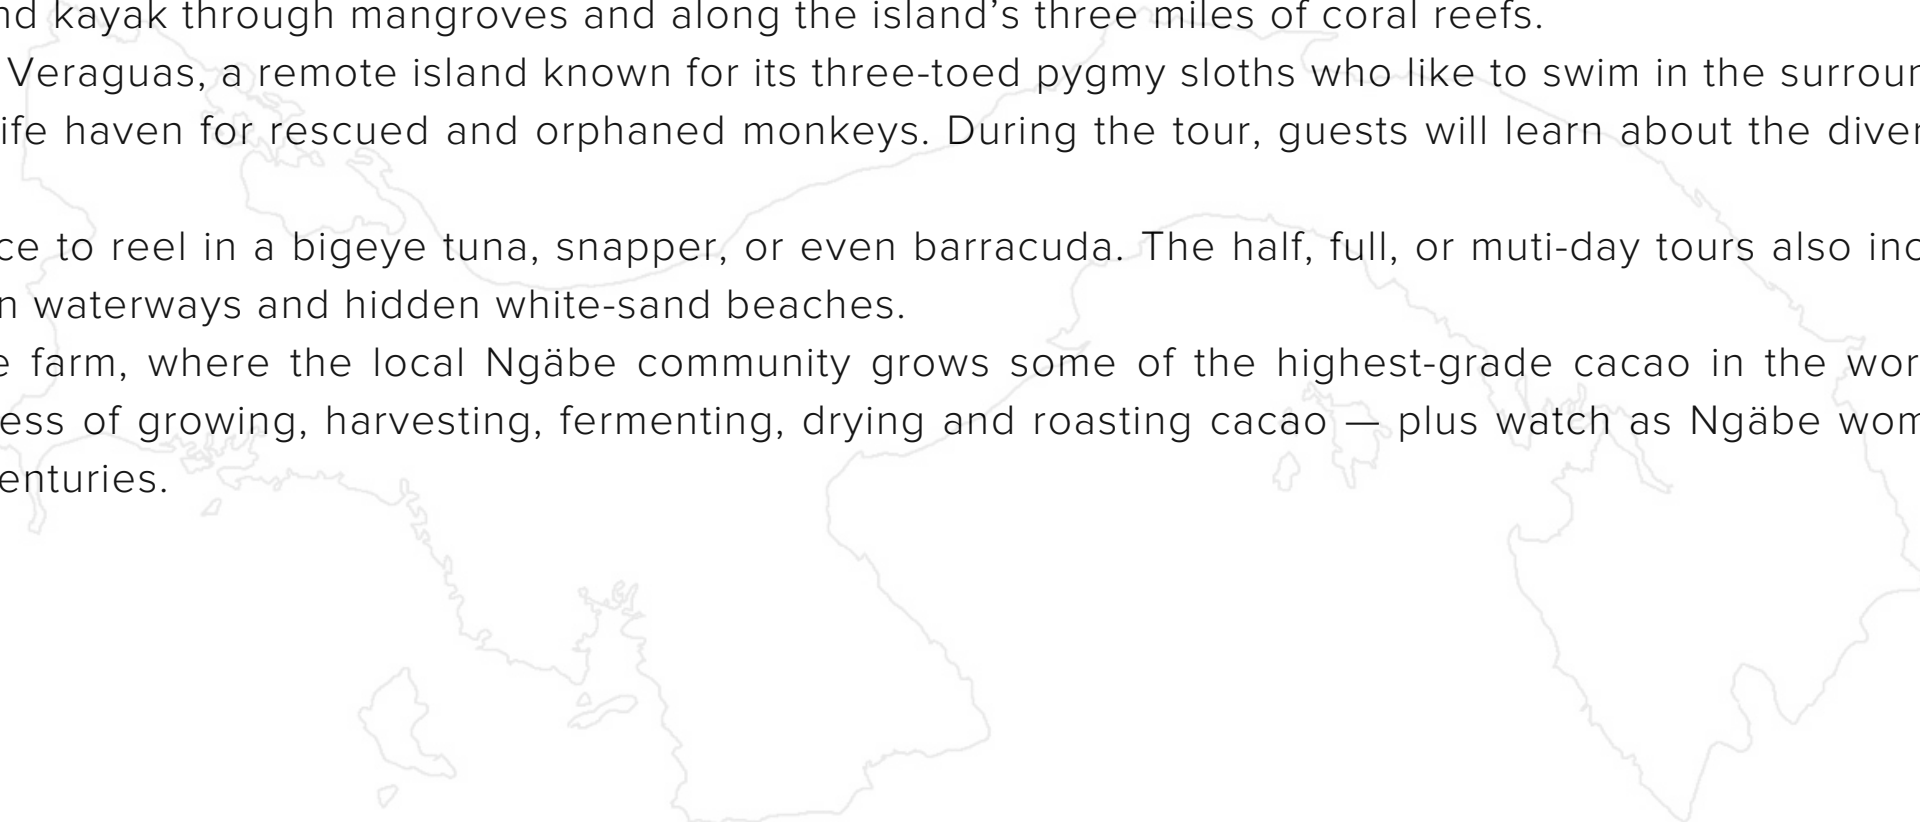 nd kayak through mangroves and along the island’s three miles of coral reefs.
Veraguas, a remote island known for its three-toed pygmy sloths who like to swim in the surroun
ife haven for rescued and orphaned monkeys. During the tour, guests will learn about the diver
ce to reel in a bigeye tuna, snapper, or even barracuda. The half, full, or muti-day tours also inc
n waterways and hidden white-sand beaches.
e farm, where the local Ngäbe community grows some of the highest-grade cacao in the wor
ess of growing, harvesting, fermenting, drying and roasting cacao — plus watch as Ngäbe wom
enturies.